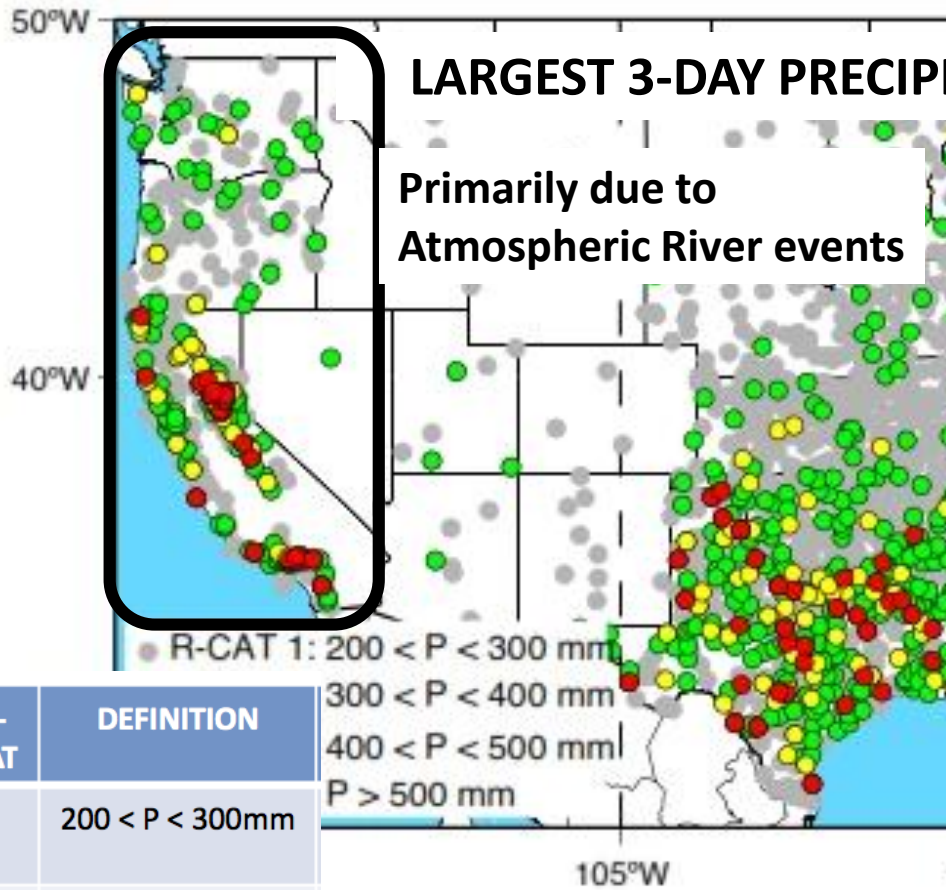 50°W
LARGEST 3-DAY PRECIPI
Primarily due to
Atmospheric River events
40°W
R-CAT 1: 200 < P < 300 mm
300 < P < 400 mm
400 < P < 500 mm
P > 500 mm
DEFINITION
200 < P < 300mm
105°W